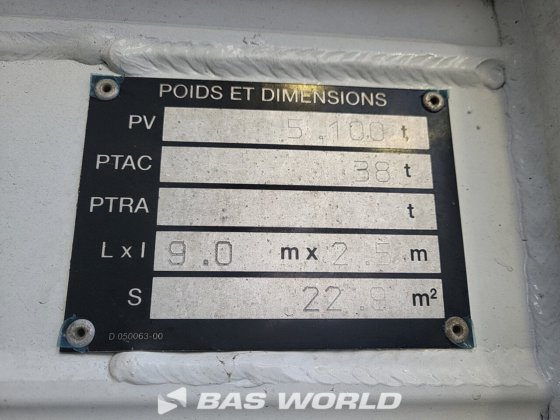 POIDS ET DIMENSIONS
PV 5.100 t
PTAC 38 t
PTRA t
L x l 9.0 m x 2.5 m
S 22.8 m²
D 050063-00
BAS WORLD